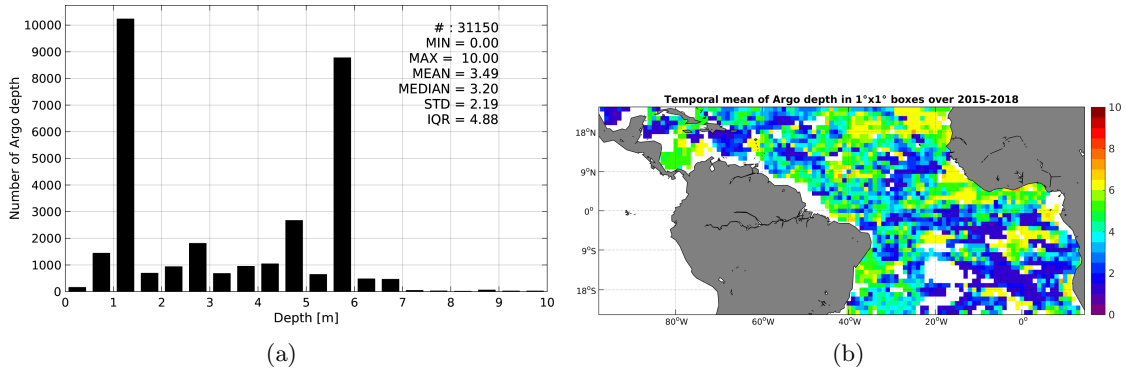 10000
9000
8000
7000
6000
5000
4000
3000
2000
1000
0
Number of Argo depth
# : 31150
MIN = 0.00
MAX = 10.00
MEAN = 3.49
MEDIAN = 3.20
STD = 2.19
IQR = 4.88
0 1 2 3 4 5 6 7 8 9 10
Depth [m]
(a)
Temporal mean of Argo depth in 1°x1° boxes over 2015-2018
18°N
9°N
0°
9°S
18°S
80°W 60°W 40°W 20°W 0°
10
8
6
4
2
0
(b)